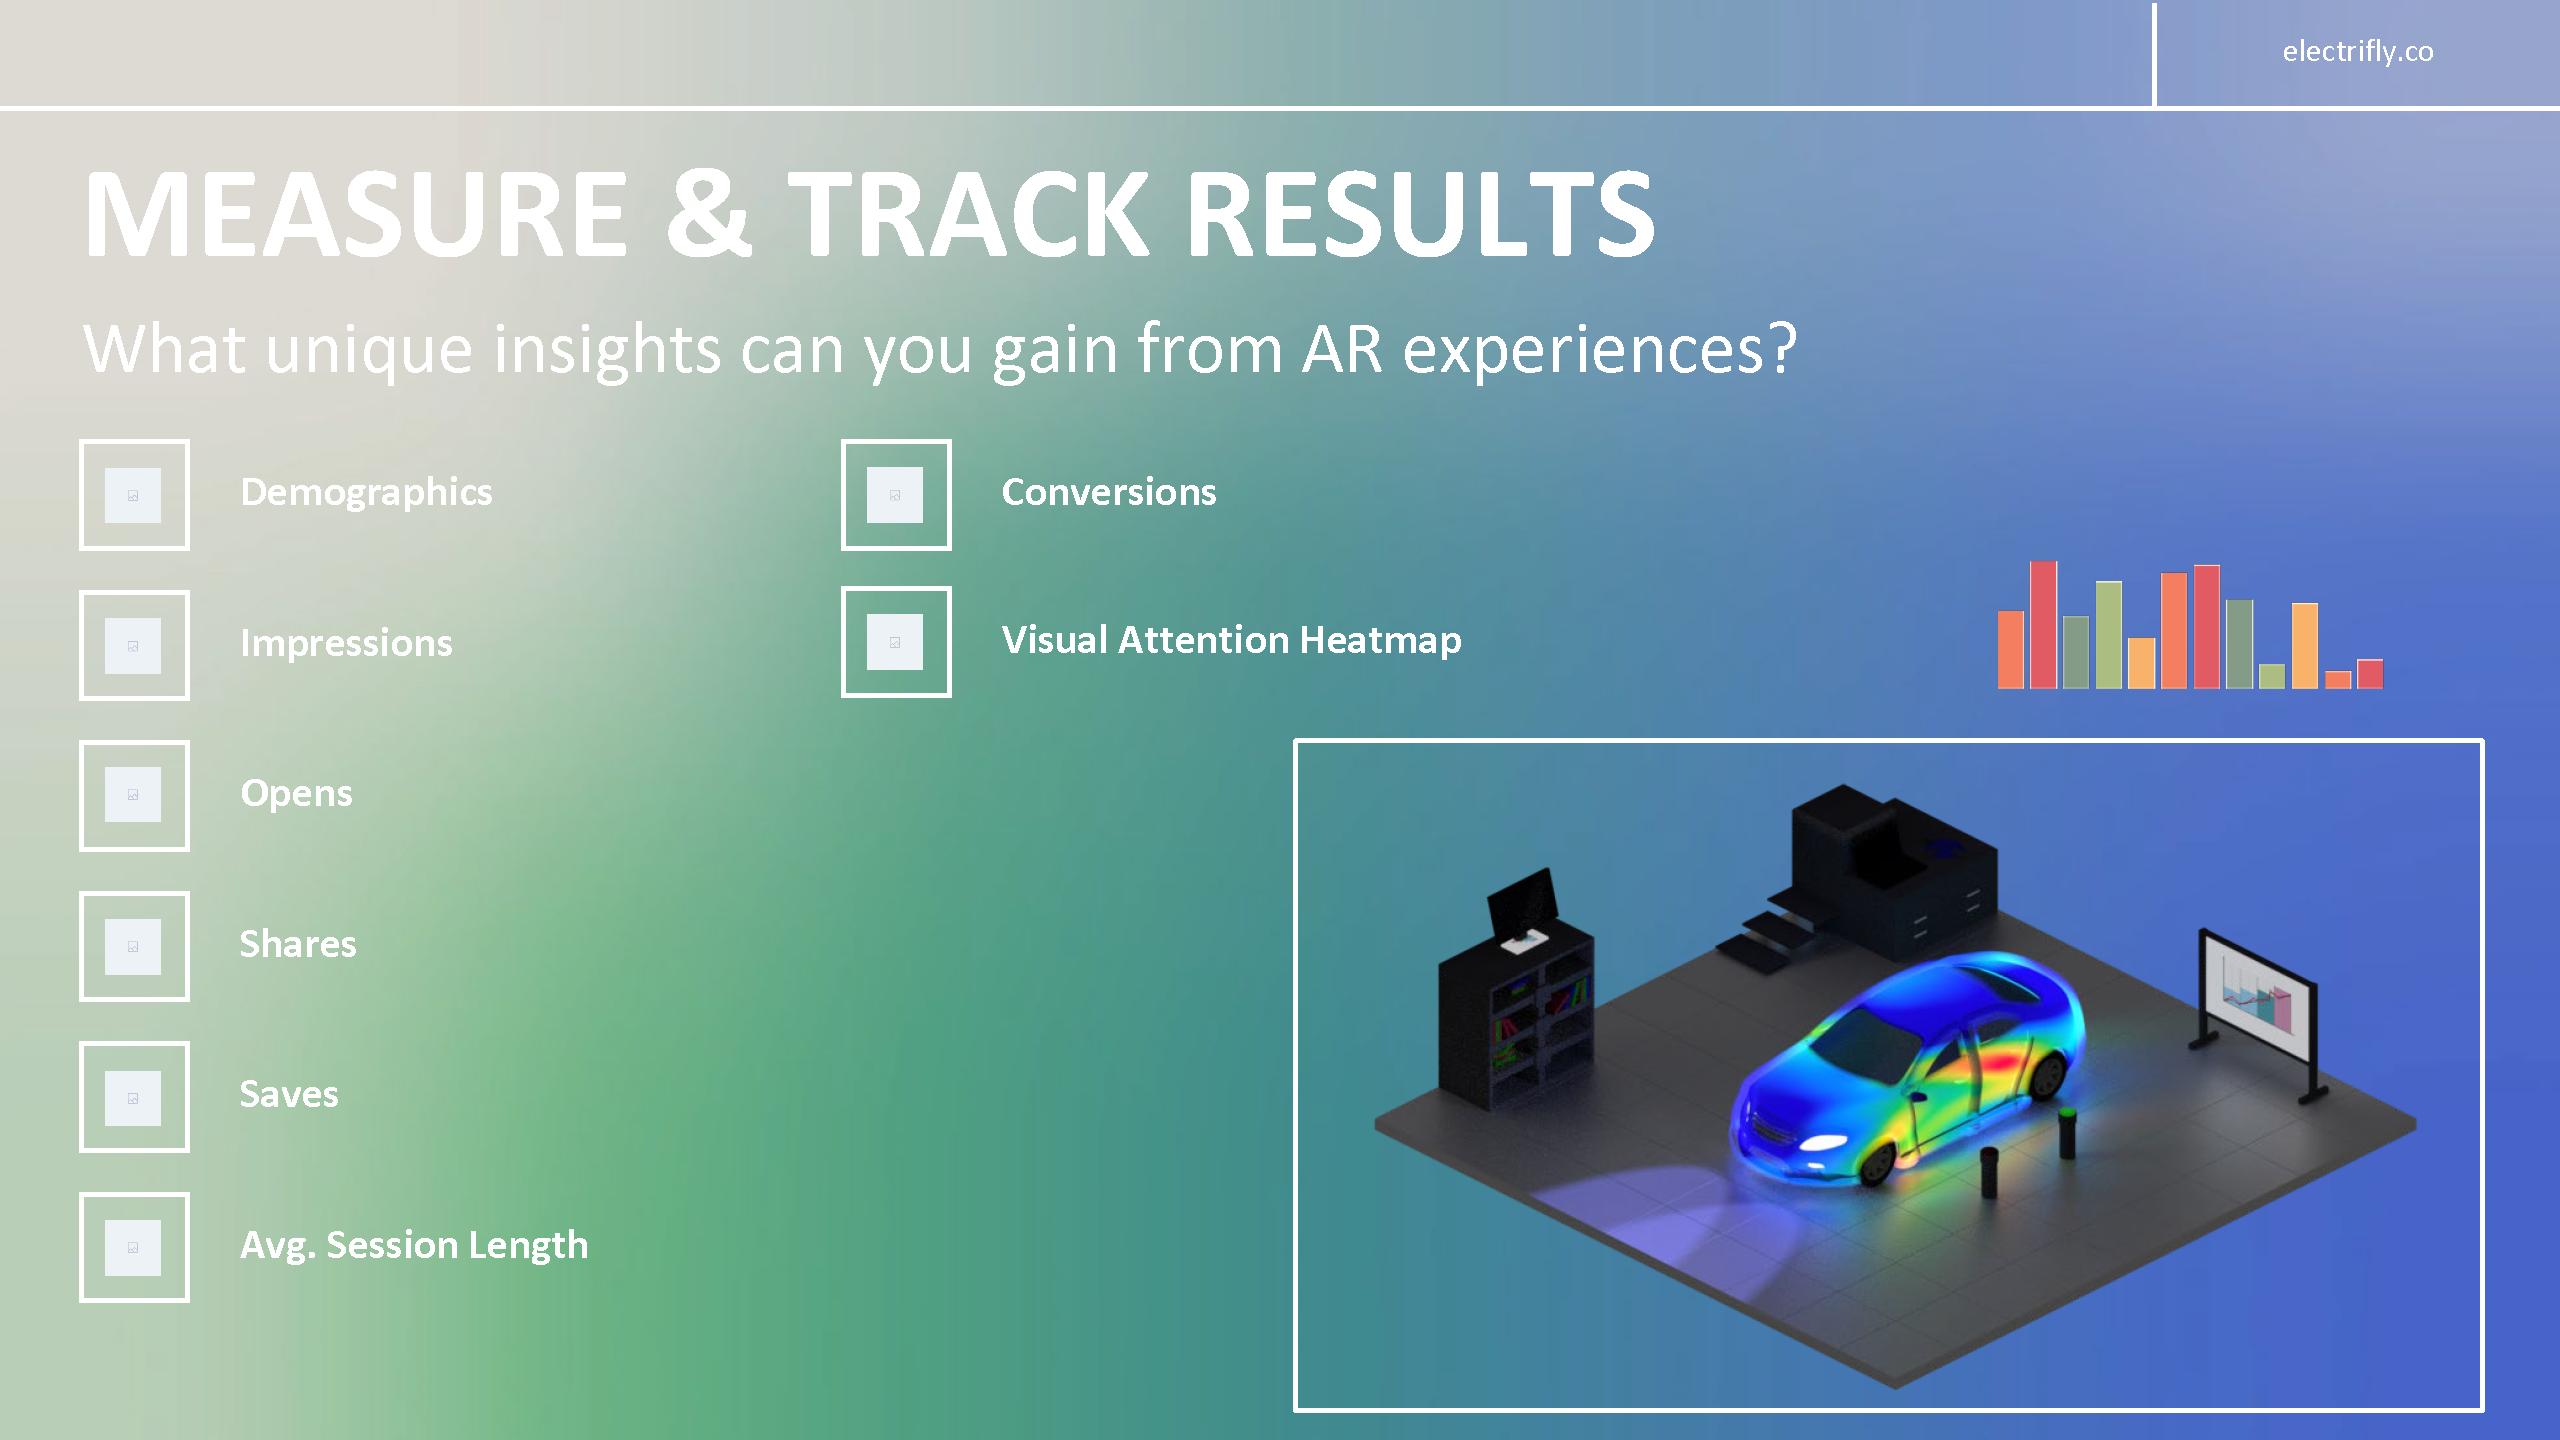 electrifly.co
MEASURE & TRACK RESULTS
What unique insights can you gain from AR experiences?
Demographics
Impressions
Opens
Shares
Saves
Avg. Session Length
Conversions
Visual Attention Heatmap